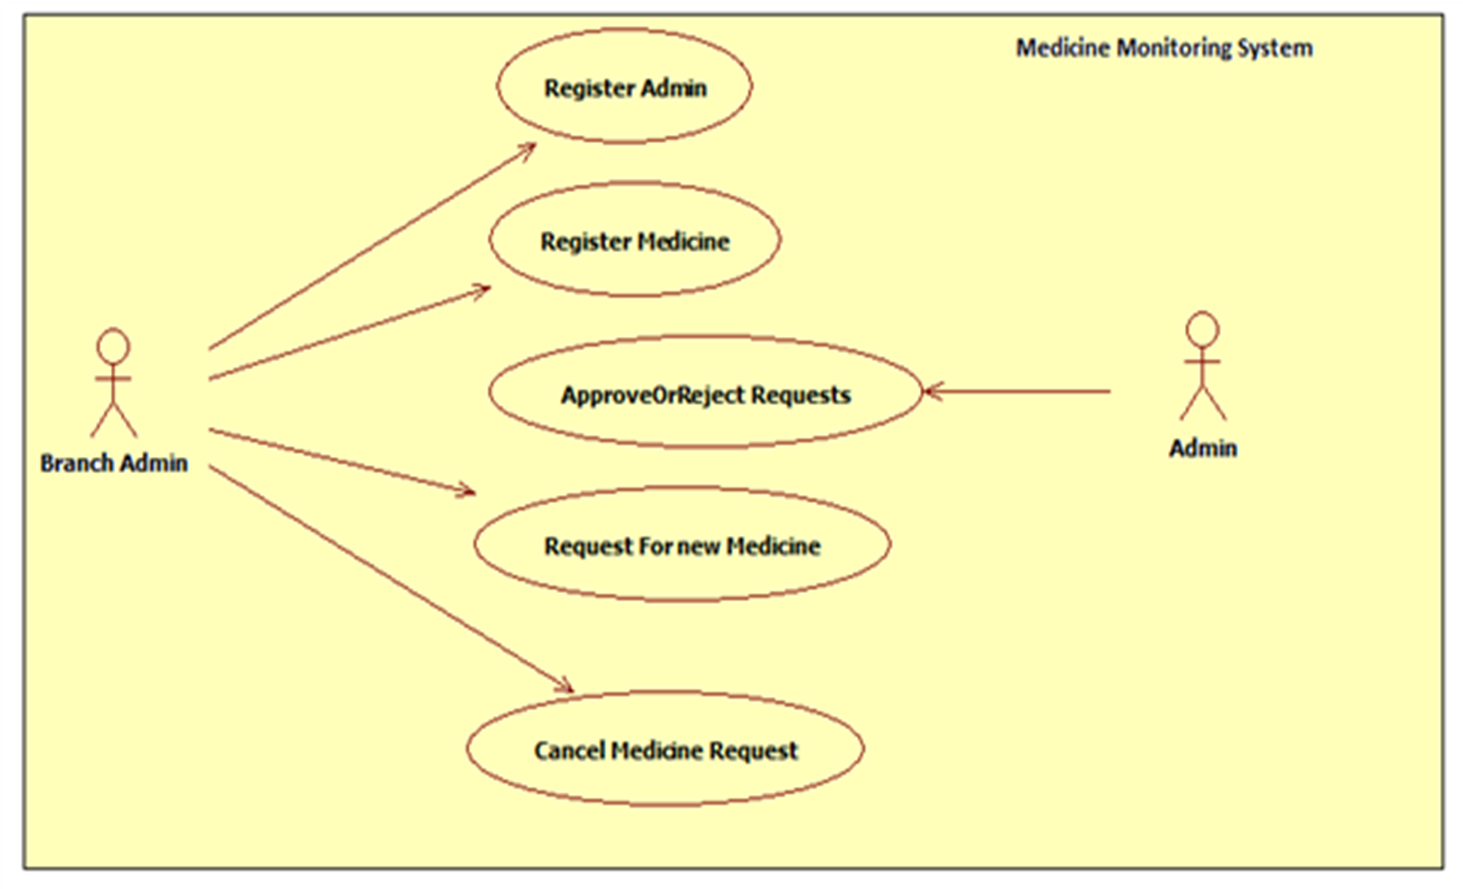 Medicine Monitoring System
Register Admin
Register Medicine
ApproveOrReject Requests
Admin
Branch Admin
Request For new Medicine
Cancel Medicine Request